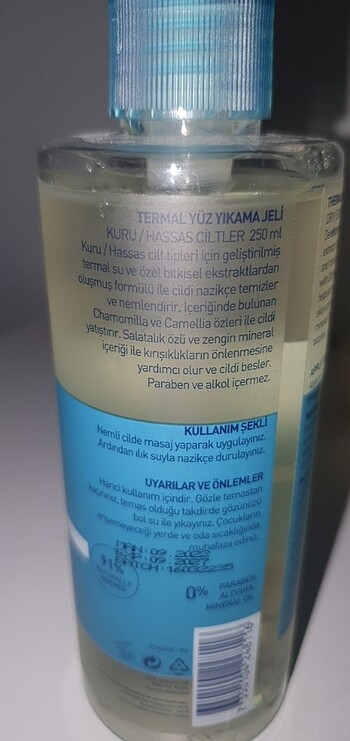 TERMAL YÜZ YIKAMA JELİ
KURU / HASSAS CİLTLER 250 ml
Kuru / Hassas cilt tipleri için geliştirilmiş
termal su ve özel bitkisel ekstraktlardan
oluşmuş formülü ile cildi nazikçe temizler
ve nemlendirir. İçeriğinde bulunan
Chamomilla ve Camellia özleri ile cildi
yatıştırır. Salatalık özü ve zengin mineral
içeriği ile kırışıklıkların önlenmesine
yardımcı olur ve cildi besler.
Paraben ve alkol içermez.
KULLANIM ŞEKLİ
Nemli cilde masaj yaparak uygulayınız.
Ardından ılık suyla nazikçe durulayınız.
UYARILAR VE ÖNLEMLER
Harici kullanım içindir. Gözle temastan
kaçınınız, temas olduğu takdirde gözünüzü
bol su ile yıkayınız. Çocukların
erişemeyeceği yerde ve oda sıcaklığında
muhafaza ediniz.
09 2022
09 2027
91%
0% PARABEN
ALCOHOL
MINERAL OIL